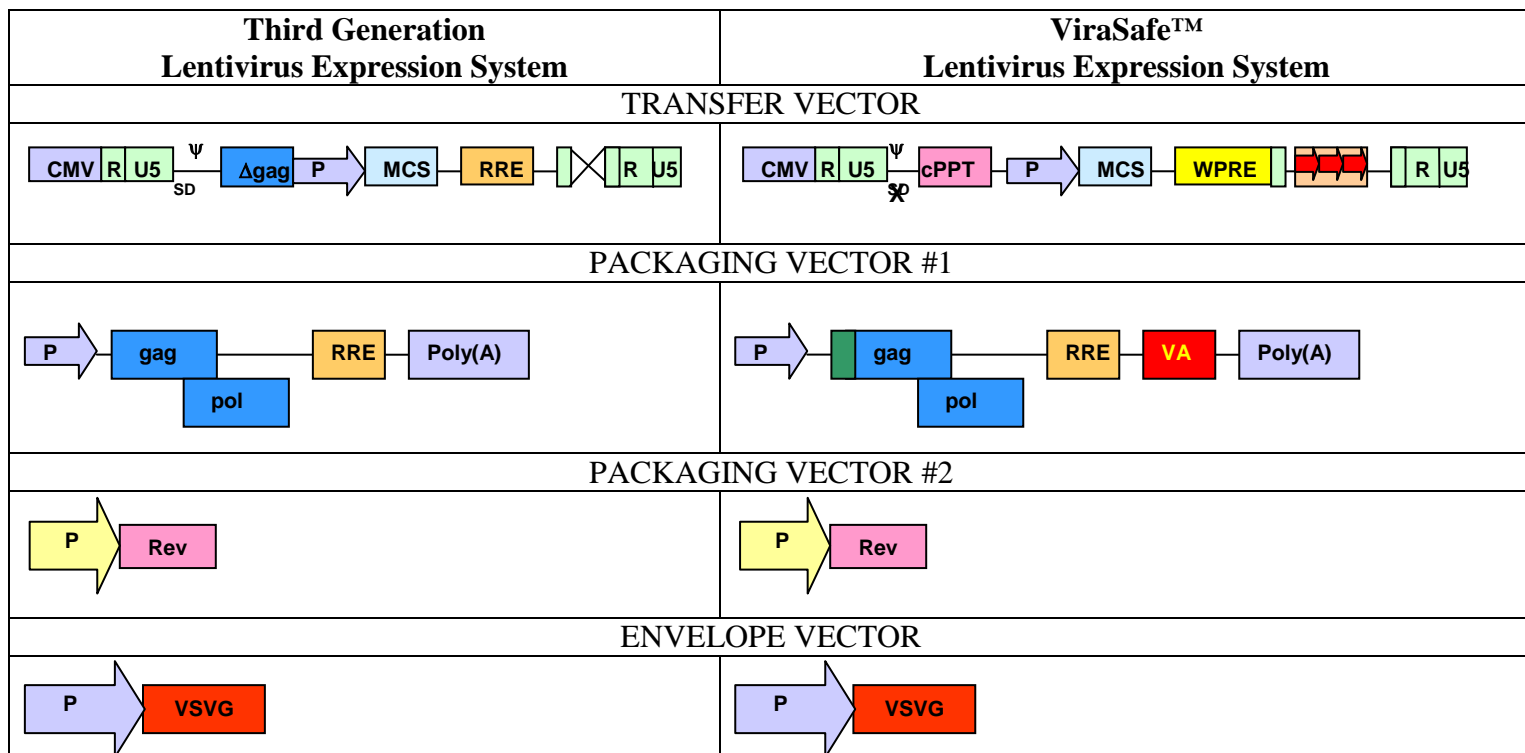 Third Generation
Lentivirus Expression System
ViraSafe™
Lentivirus Expression System
TRANSFER VECTOR
ψ
CMV R U5 Δgag P MCS RRE R U5
SD
ψ
CMV R U5 cPPT P MCS WPRE R U5
SD
X
PACKAGING VECTOR #1
P gag RRE Poly(A)
pol
P gag RRE VA Poly(A)
pol
PACKAGING VECTOR #2
P Rev
P Rev
ENVELOPE VECTOR
P VSVG
P VSVG